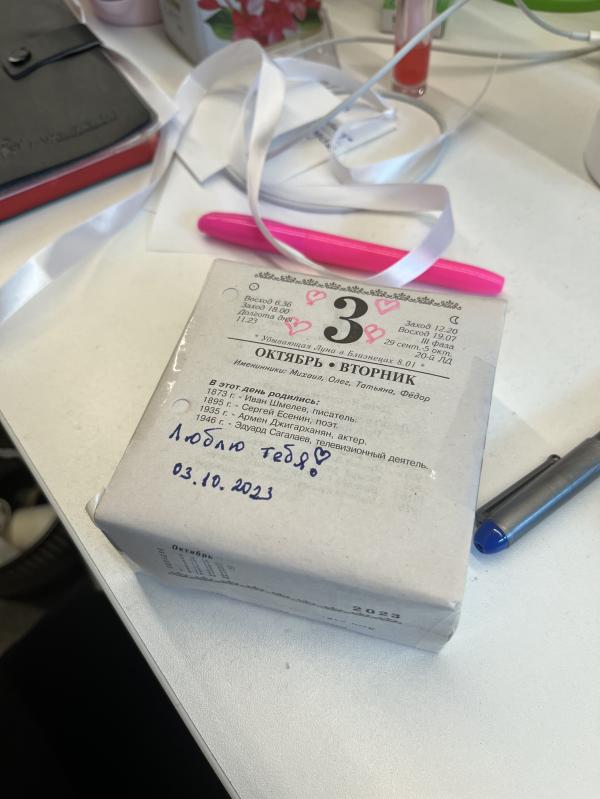 Восход 6.36
Заход 18.00
Долгота дня
11.23
3
Заход 12.20
Восход 19.07
III фаза
29 сент.-5 окт.
20-й ЛД
* Убывающая Луна в Близнецах 8.01 *
ОКТЯБРЬ • ВТОРНИК
Именинники: Михаил, Олег, Татьяна, Фёдор
В этот день родились:
1873 г. - Иван Шмелев, писатель.
1895 г. - Сергей Есенин, поэт.
1935 г. - Армен Джигарханян, актер.
1946 г. - Эдуард Сагалаев, телевизионный деятель.
Люблю тебя!
03.10.2023
Октябрь
2023